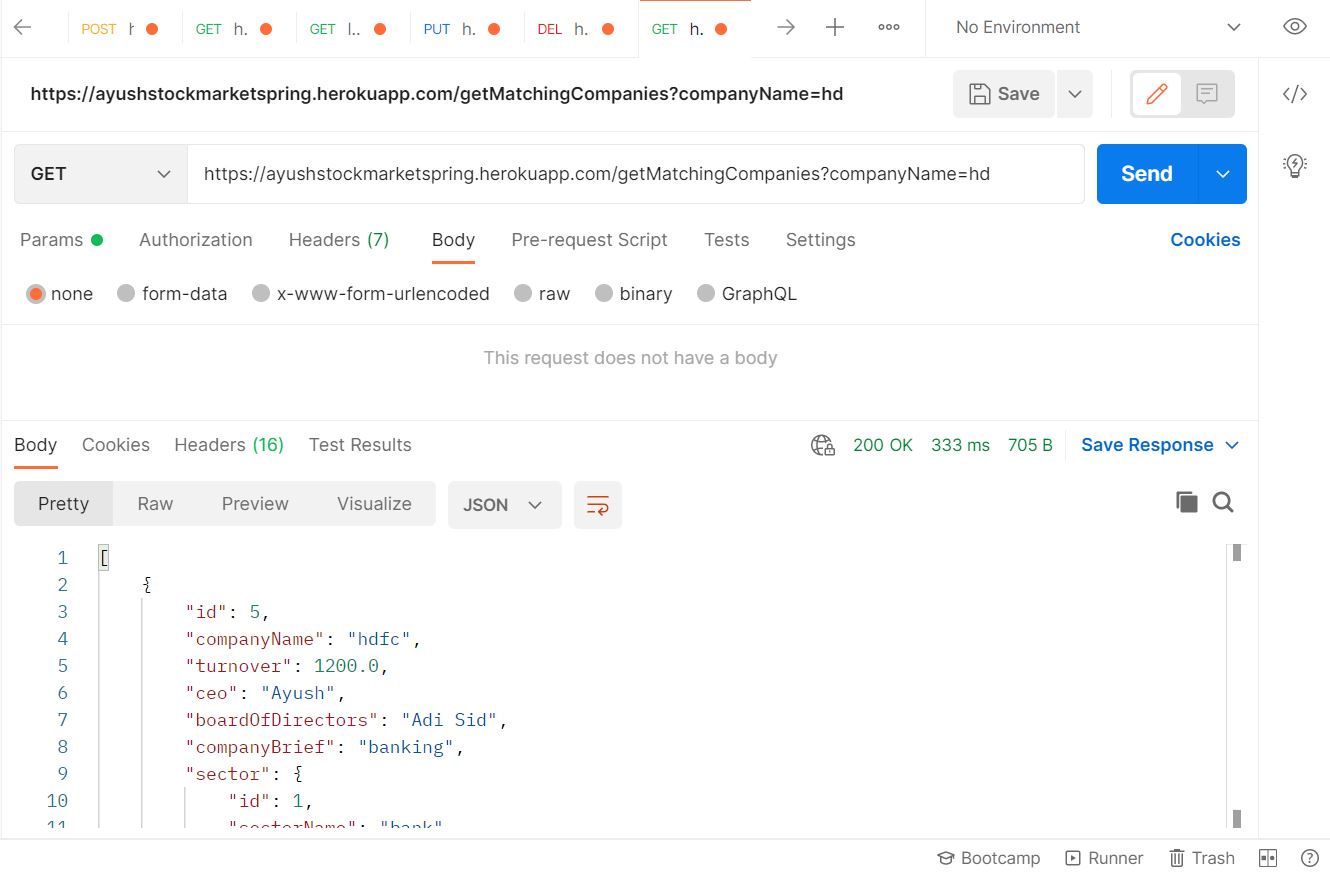 POST h GET h. GET l.. PUT h. DEL h. GET h. No Environment
https://ayushstockmarketspring.herokuapp.com/getMatchingCompanies?companyName=hd Save
GET https://ayushstockmarketspring.herokuapp.com/getMatchingCompanies?companyName=hd Send
Params Authorization Headers (7) Body Pre-request Script Tests Settings Cookies
none form-data x-www-form-urlencoded raw binary GraphQL
This request does not have a body
Body Cookies Headers (16) Test Results 200 OK 333 ms 705 B Save Response
Pretty Raw Preview Visualize JSON
1 [
2 {
3 "id": 5,
4 "companyName": "hdfc",
5 "turnover": 1200.0,
6 "ceo": "Ayush",
7 "boardOfDirectors": "Adi Sid",
8 "companyBrief": "banking",
9 "sector": {
10 "id": 1,
11 "sectorName": "bank"
Bootcamp Runner Trash